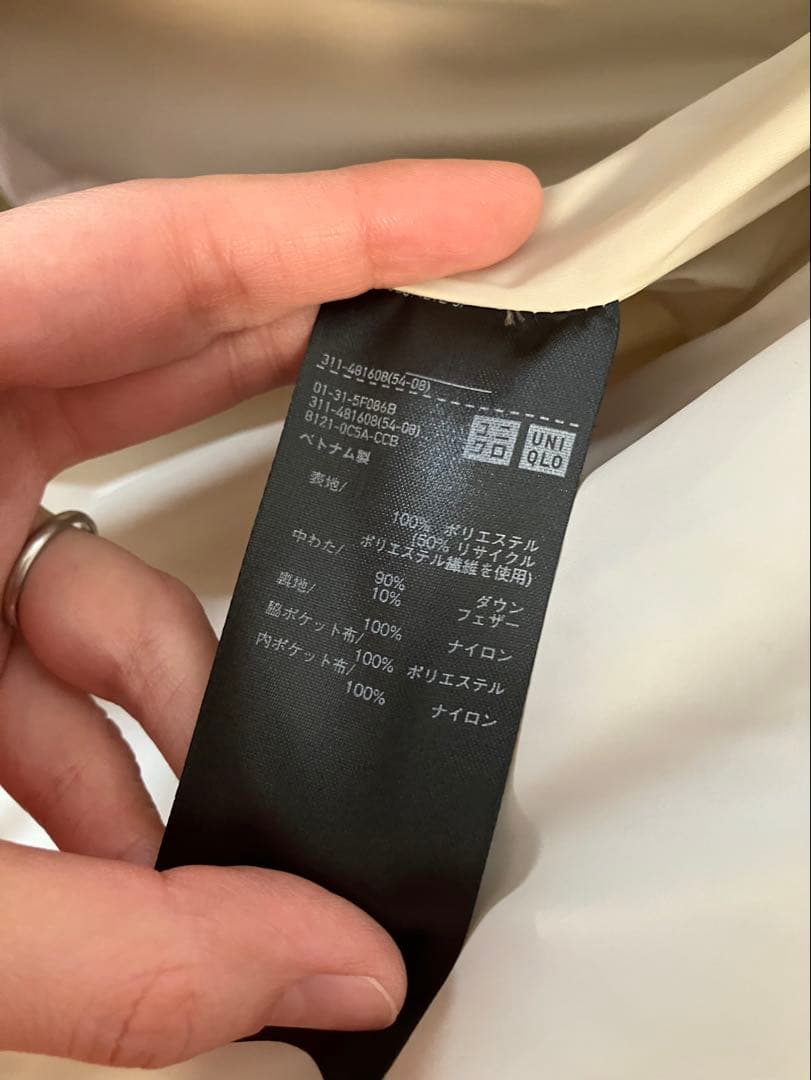 311-481608(54-08)
01-31-5F086B
311-481608(54-08)
B121-0C5A-CCB
ユニクロ
UNIQLO
ベトナム製
表地/
100% ポリエステル
(50% リサイクル
ポリエステル繊維を使用)
中わた/
90% ダウン
10% フェザー
裏地/
100% ナイロン
脇ポケット布/
100% ポリエステル
内ポケット布/
100% ナイロン